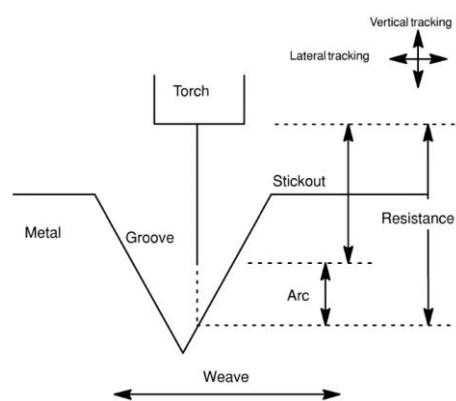 Vertical tracking
Lateral tracking
Torch
Stickout
Resistance
Metal
Groove
Arc
Weave